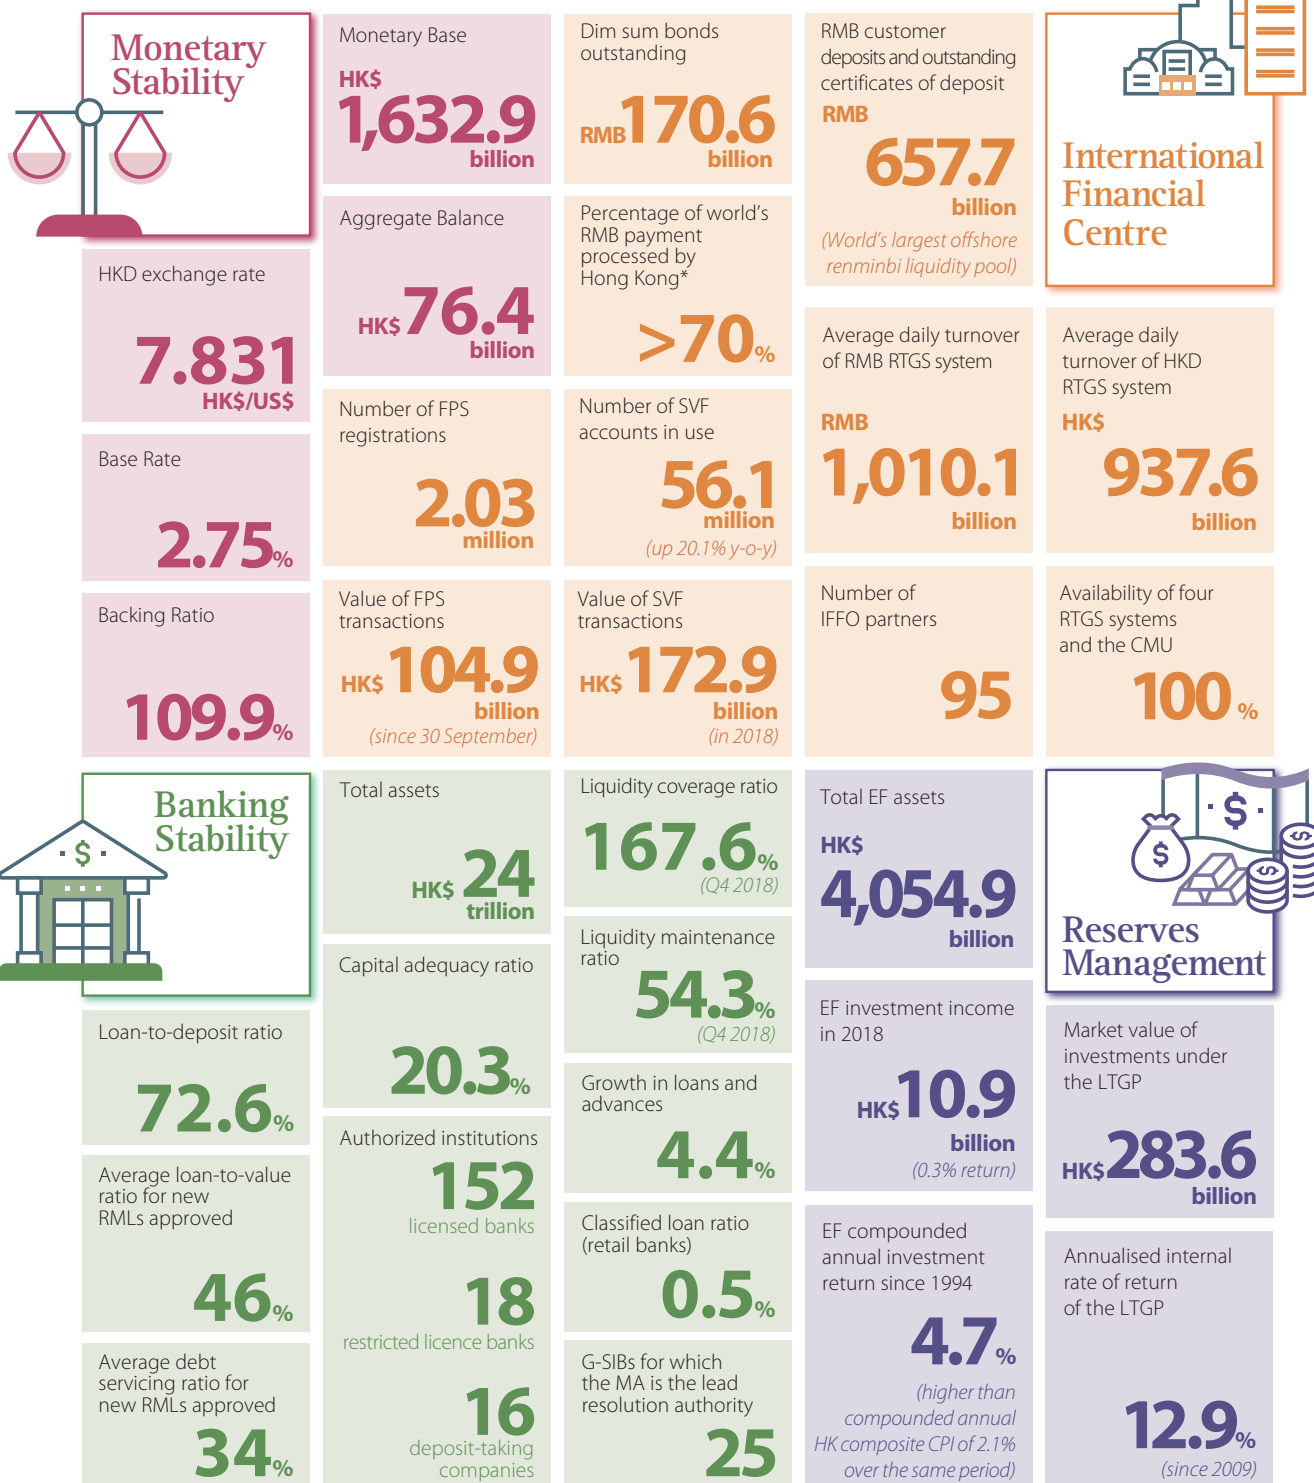 Monetary
Stability
HKD exchange rate
7.831
HK$/US$
Base Rate
2.75%
Backing Ratio
109.9%
Monetary Base
HK$
1,632.9
billion
Aggregate Balance
HK$ 76.4
billion
Dim sum bonds
outstanding
RMB 170.6
billion
Percentage of world's
RMB payment
processed by
Hong Kong*
>70%
RMB customer
deposits and outstanding
certificates of deposit
RMB
657.7
billion
(World's largest offshore
renminbi liquidity pool)
International
Financial
Centre
Number of FPS
registrations
2.03
million
Number of SVF
accounts in use
56.1
million
(up 20.1% y-o-y)
Average daily turnover
of RMB RTGS system
RMB
1,010.1
billion
Average daily
turnover of HKD
RTGS system
HK$
937.6
billion
Value of FPS
transactions
HK$ 104.9
billion
(since 30 September)
Value of SVF
transactions
HK$ 172.9
billion
(in 2018)
Number of
IFFO partners
95
Availability of four
RTGS systems
and the CMU
100 %
Banking
Stability
$
Loan-to-deposit ratio
72.6%
Average loan-to-value
ratio for new
RMLs approved
46%
Average debt
servicing ratio for
new RMLs approved
34%
Total assets
HK$ 24
trillion
Capital adequacy ratio
20.3%
Authorized institutions
152
licensed banks
18
restricted licence banks
16
deposit-taking
companies
Liquidity coverage ratio
167.6%
(Q4 2018)
Liquidity maintenance
ratio
54.3%
(Q4 2018)
Growth in loans and
advances
4.4%
Classified loan ratio
(retail banks)
0.5%
G-SIBs for which
the MA is the lead
resolution authority
25
Total EF assets
HK$
4,054.9
billion
EF investment income
in 2018
HK$ 10.9
billion
(0.3% return)
EF compounded
annual investment
return since 1994
4.7%
(higher than
compounded annual
HK composite CPI of 2.1%
over the same period)
$
$
$
$
Reserves
Management
Market value of
investments under
the LTGP
HK$ 283.6
billion
Annualised internal
rate of return
of the LTGP
12.9%
(since 2009)